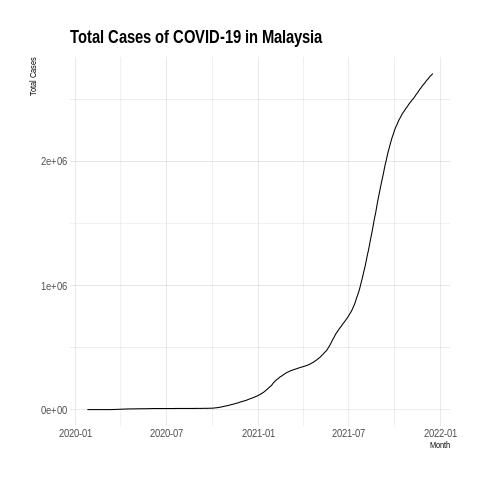 Total Cases of COVID-19 in Malaysia
Total Cases
2e+06
1e+06
0e+00
2020-01 2020-07 2021-01 2021-07 2022-01
Month